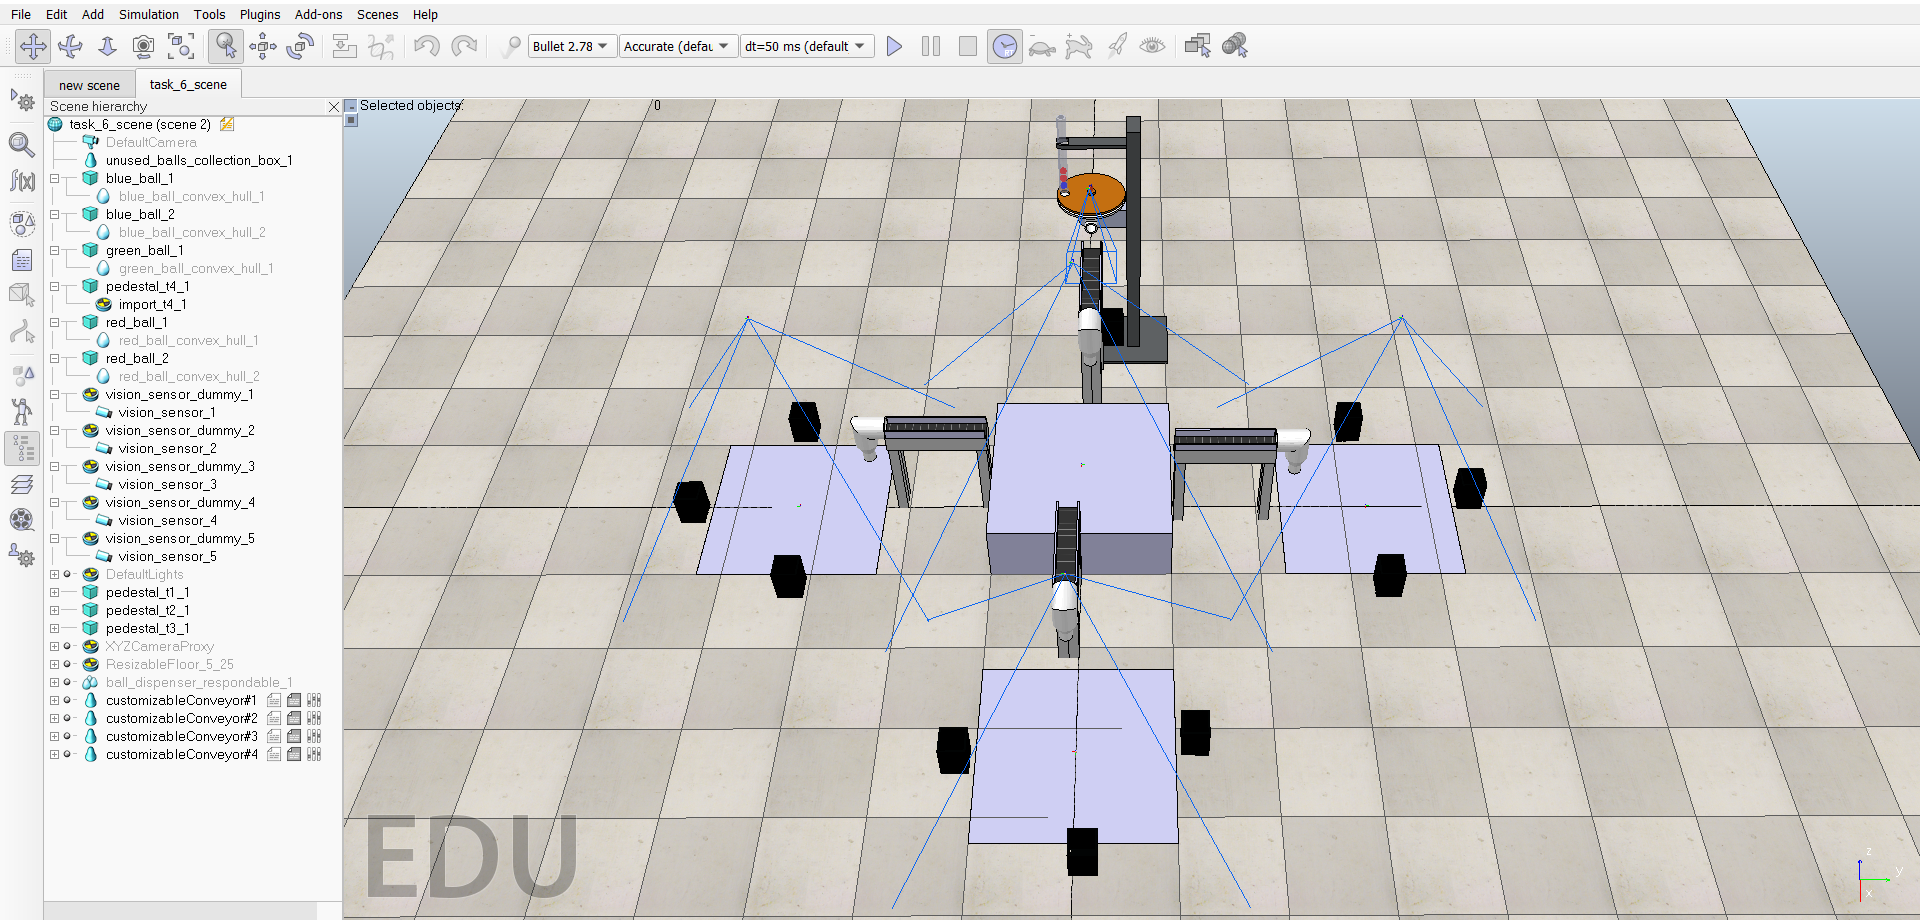 File Edit Add Simulation Tools Plugins Add-ons Scenes Help
Bullet 2.78 Accurate (defau dt=50 ms (default
new scene task_6_scene
Scene hierarchy
Selected objects: 0
task_6_scene (scene 2)
DefaultCamera
unused_balls_collection_box_1
blue_ball_1
blue_ball_convex_hull_1
blue_ball_2
blue_ball_convex_hull_2
green_ball_1
green_ball_convex_hull_1
pedestal_t4_1
import_t4_1
red_ball_1
red_ball_convex_hull_1
red_ball_2
red_ball_convex_hull_2
vision_sensor_dummy_1
vision_sensor_1
vision_sensor_dummy_2
vision_sensor_2
vision_sensor_dummy_3
vision_sensor_3
vision_sensor_dummy_4
vision_sensor_4
vision_sensor_dummy_5
vision_sensor_5
DefaultLights
pedestal_t1_1
pedestal_t2_1
pedestal_t3_1
XYZCameraProxy
ResizableFloor_5_25
ball_dispenser_respondable_1
customizableConveyor#1
customizableConveyor#2
customizableConveyor#3
customizableConveyor#4
EDU
z
y
x